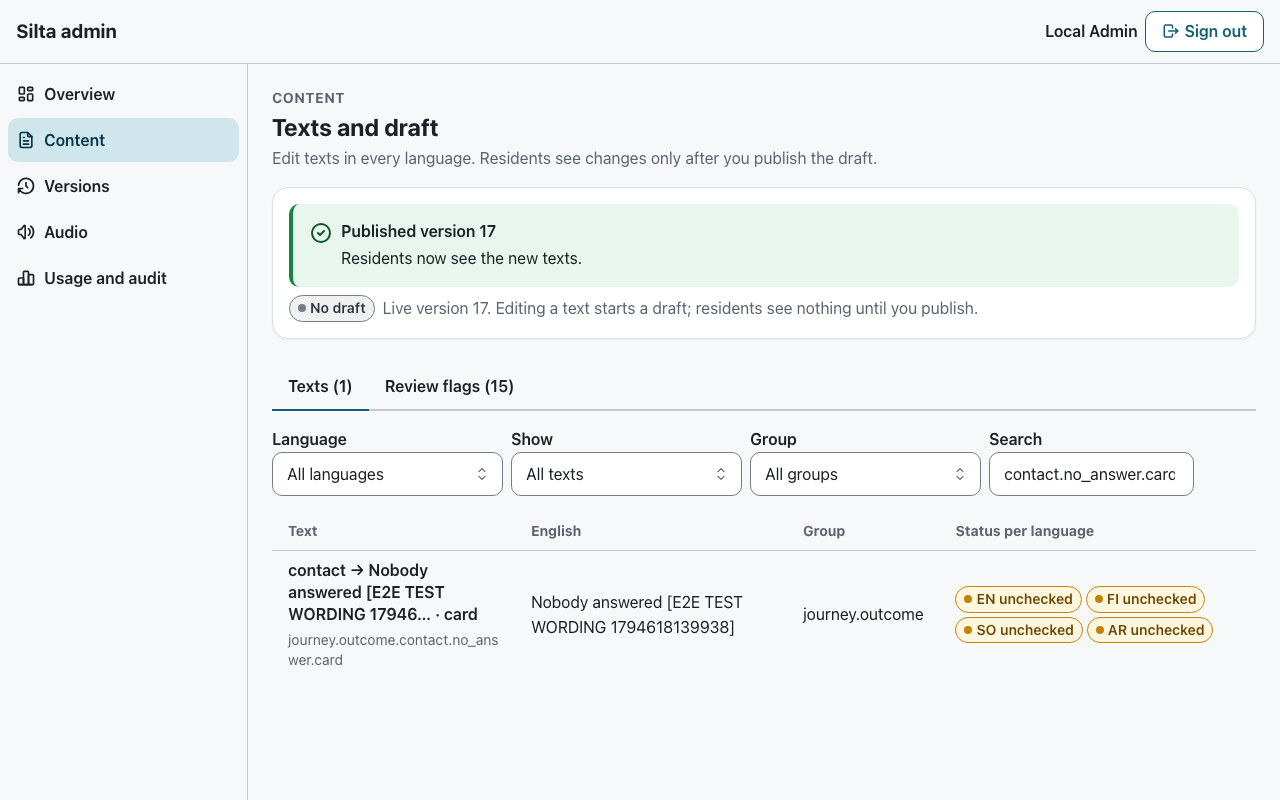 Silta admin
Local Admin
Sign out
Overview
Content
Versions
Audio
Usage and audit
CONTENT
Texts and draft
Edit texts in every language. Residents see changes only after you publish the draft.
Published version 17
Residents now see the new texts.
No draft
Live version 17. Editing a text starts a draft; residents see nothing until you publish.
Texts (1)
Review flags (15)
Language
Show
Group
Search
All languages
All texts
All groups
contact.no_answer.card
Text
English
Group
Status per language
contact → Nobody
answered [E2E TEST
WORDING 17946... · card
journey.outcome.contact.no_ans
wer.card
Nobody answered [E2E TEST
WORDING 1794618139938]
journey.outcome
EN unchecked
FI unchecked
SO unchecked
AR unchecked